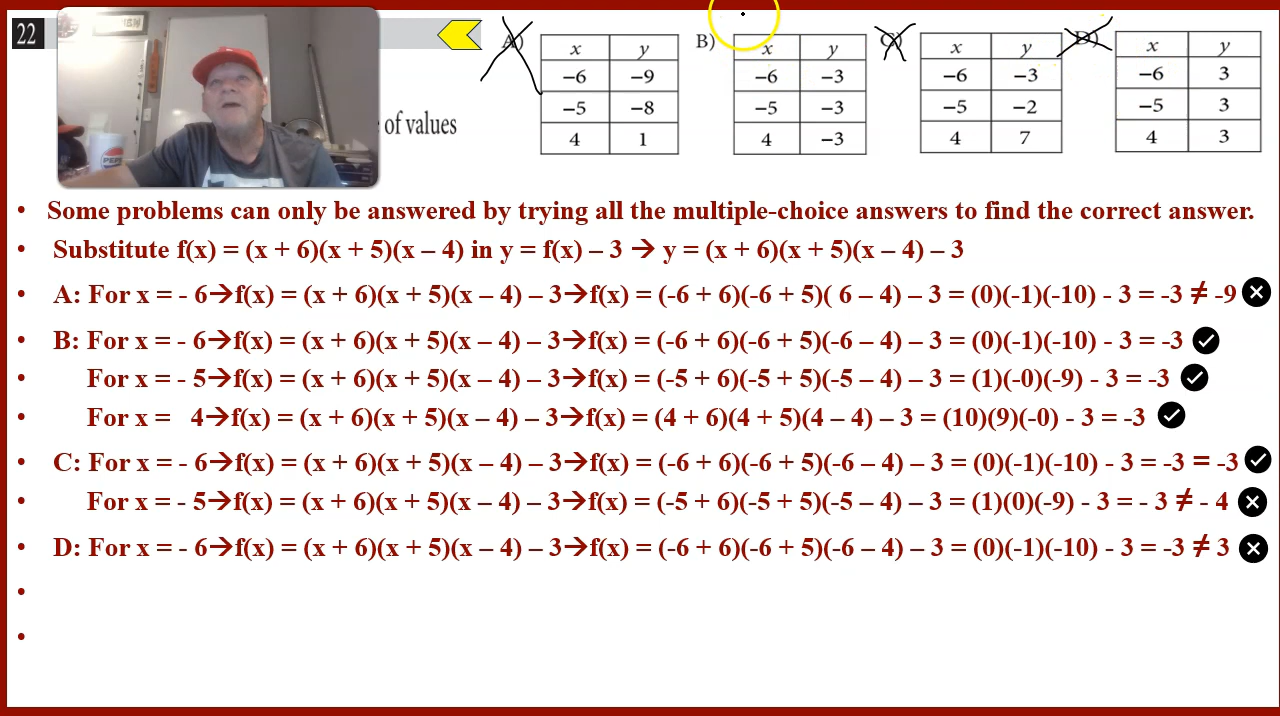 22
of values
A)
x y
−6 −9
−5 −8
4 1
B)
x y
−6 −3
−5 −3
4 −3
C)
x y
−6 −3
−5 −2
4 7
D)
x y
−6 3
−5 3
4 3
PEPSI
• Some problems can only be answered by trying all the multiple-choice answers to find the correct answer.
• Substitute f(x) = (x + 6)(x + 5)(x – 4) in y = f(x) – 3 → y = (x + 6)(x + 5)(x – 4) – 3
• A: For x = - 6→f(x) = (x + 6)(x + 5)(x – 4) – 3→f(x) = (-6 + 6)(-6 + 5)( 6 – 4) – 3 = (0)(-1)(-10) - 3 = -3 ≠ -9
• B: For x = - 6→f(x) = (x + 6)(x + 5)(x – 4) – 3→f(x) = (-6 + 6)(-6 + 5)(-6 – 4) – 3 = (0)(-1)(-10) - 3 = -3
• For x = - 5→f(x) = (x + 6)(x + 5)(x – 4) – 3→f(x) = (-5 + 6)(-5 + 5)(-5 – 4) – 3 = (1)(-0)(-9) - 3 = -3
• For x = 4→f(x) = (x + 6)(x + 5)(x – 4) – 3→f(x) = (4 + 6)(4 + 5)(4 – 4) – 3 = (10)(9)(-0) - 3 = -3
• C: For x = - 6→f(x) = (x + 6)(x + 5)(x – 4) – 3→f(x) = (-6 + 6)(-6 + 5)(-6 – 4) – 3 = (0)(-1)(-10) - 3 = -3 = -3
• For x = - 5→f(x) = (x + 6)(x + 5)(x – 4) – 3→f(x) = (-5 + 6)(-5 + 5)(-5 – 4) – 3 = (1)(0)(-9) - 3 = - 3 ≠ - 4
• D: For x = - 6→f(x) = (x + 6)(x + 5)(x – 4) – 3→f(x) = (-6 + 6)(-6 + 5)(-6 – 4) – 3 = (0)(-1)(-10) - 3 = -3 ≠ 3